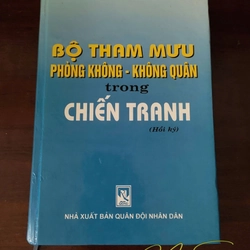 BỘ THAM MƯU
PHÒNG KHÔNG - KHÔNG QUÂN
trong
CHIẾN TRANH
(Hồi ký)
NHÀ XUẤT BẢN QUÂN ĐỘI NHÂN DÂN